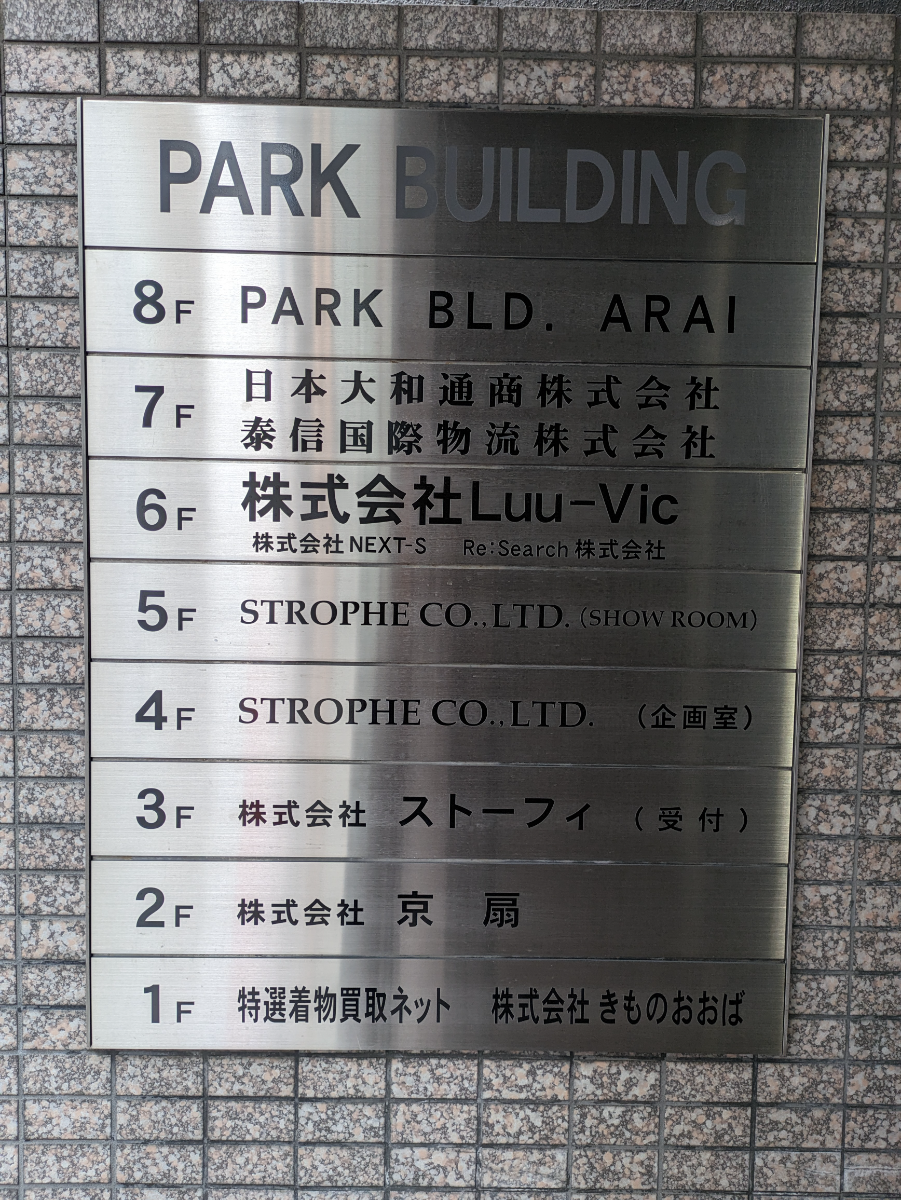 PARK BUILDING
8F PARK BLD. ARAI
7F 日本大和通商株式会社
泰信国際物流株式会社
6F 株式会社Luu-Vic
株式会社NEXT-S Re:Search株式会社
5F STROPHE CO.,LTD.(SHOW ROOM)
4F STROPHE CO.,LTD. (企画室)
3F 株式会社 ストーフィ (受付)
2F 株式会社 京扇
1F 特選着物買取ネット 株式会社きものおおば